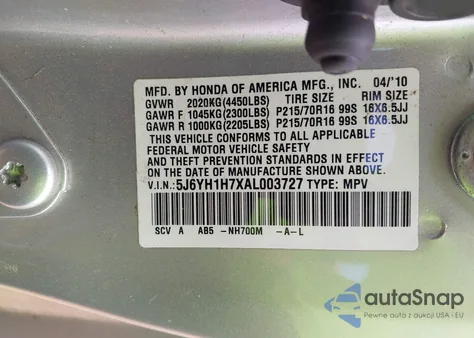 MFD. BY HONDA OF AMERICA MFG., INC. 04/'10
GVWR 2020KG(4450LBS) TIRE SIZE RIM SIZE
GAWR F 1045KG(2300LBS) P215/70R16 99S 16X6.5JJ
GAWR R 1000KG(2205LBS) P215/70R16 99S 16X6.5JJ
THIS VEHICLE CONFORMS TO ALL APPLICABLE
FEDERAL MOTOR VEHICLE SAFETY
AND THEFT PREVENTION STANDARDS IN EFFECT
ON THE DATE OF MANUFACTURE SHOWN ABOVE.
V.I.N.: 5J6YH1H7XAL003727 TYPE: MPV
SCV A AB5 -NH700M -A-L
autoSnap
Pewne auta z aukcji USA - EU